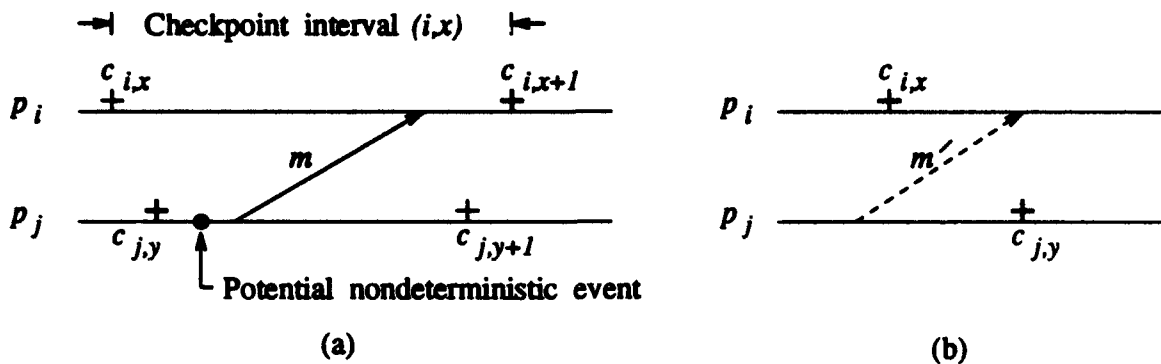 Checkpoint interval (i,x)
c i,x
c i,x+1
p i
m
p j
c j,y
c j,y+1
Potential nondeterministic event
(a)
c i,x
p i
m′
p j
c j,y
(b)